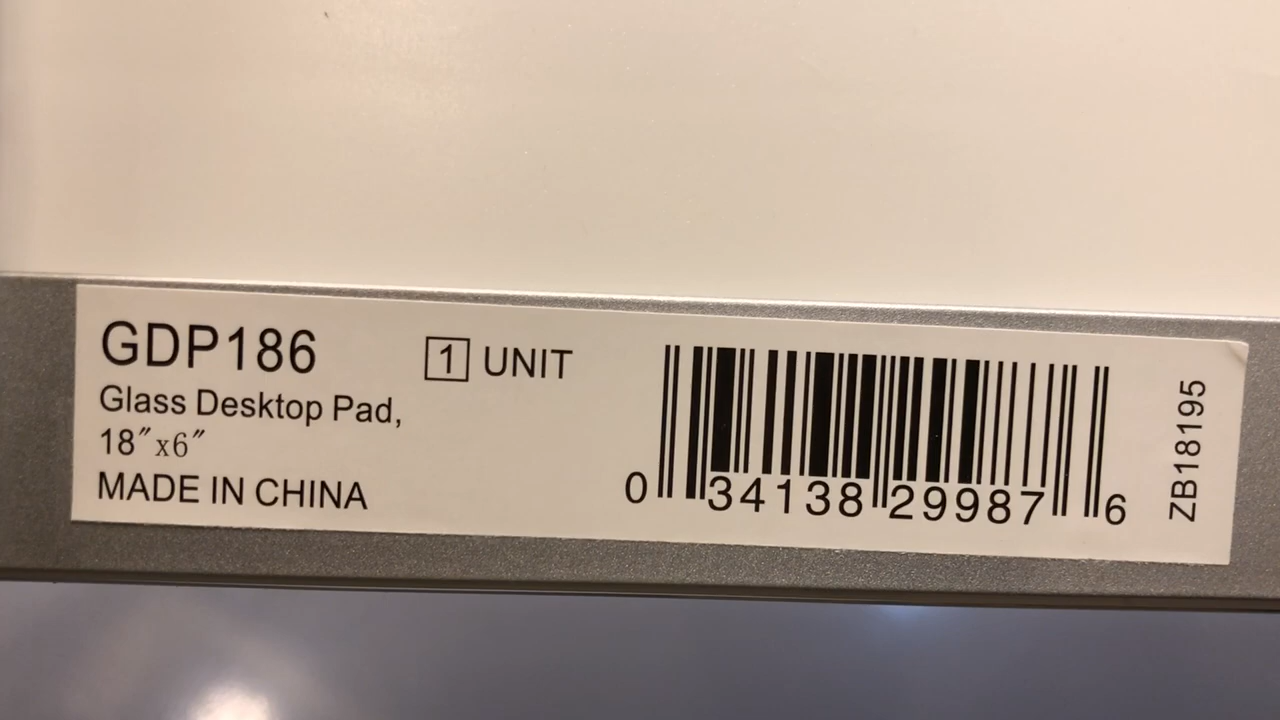 GDP186
1 UNIT
Glass Desktop Pad,
18″x6″
MADE IN CHINA
0 34138 29987 6
ZB18195